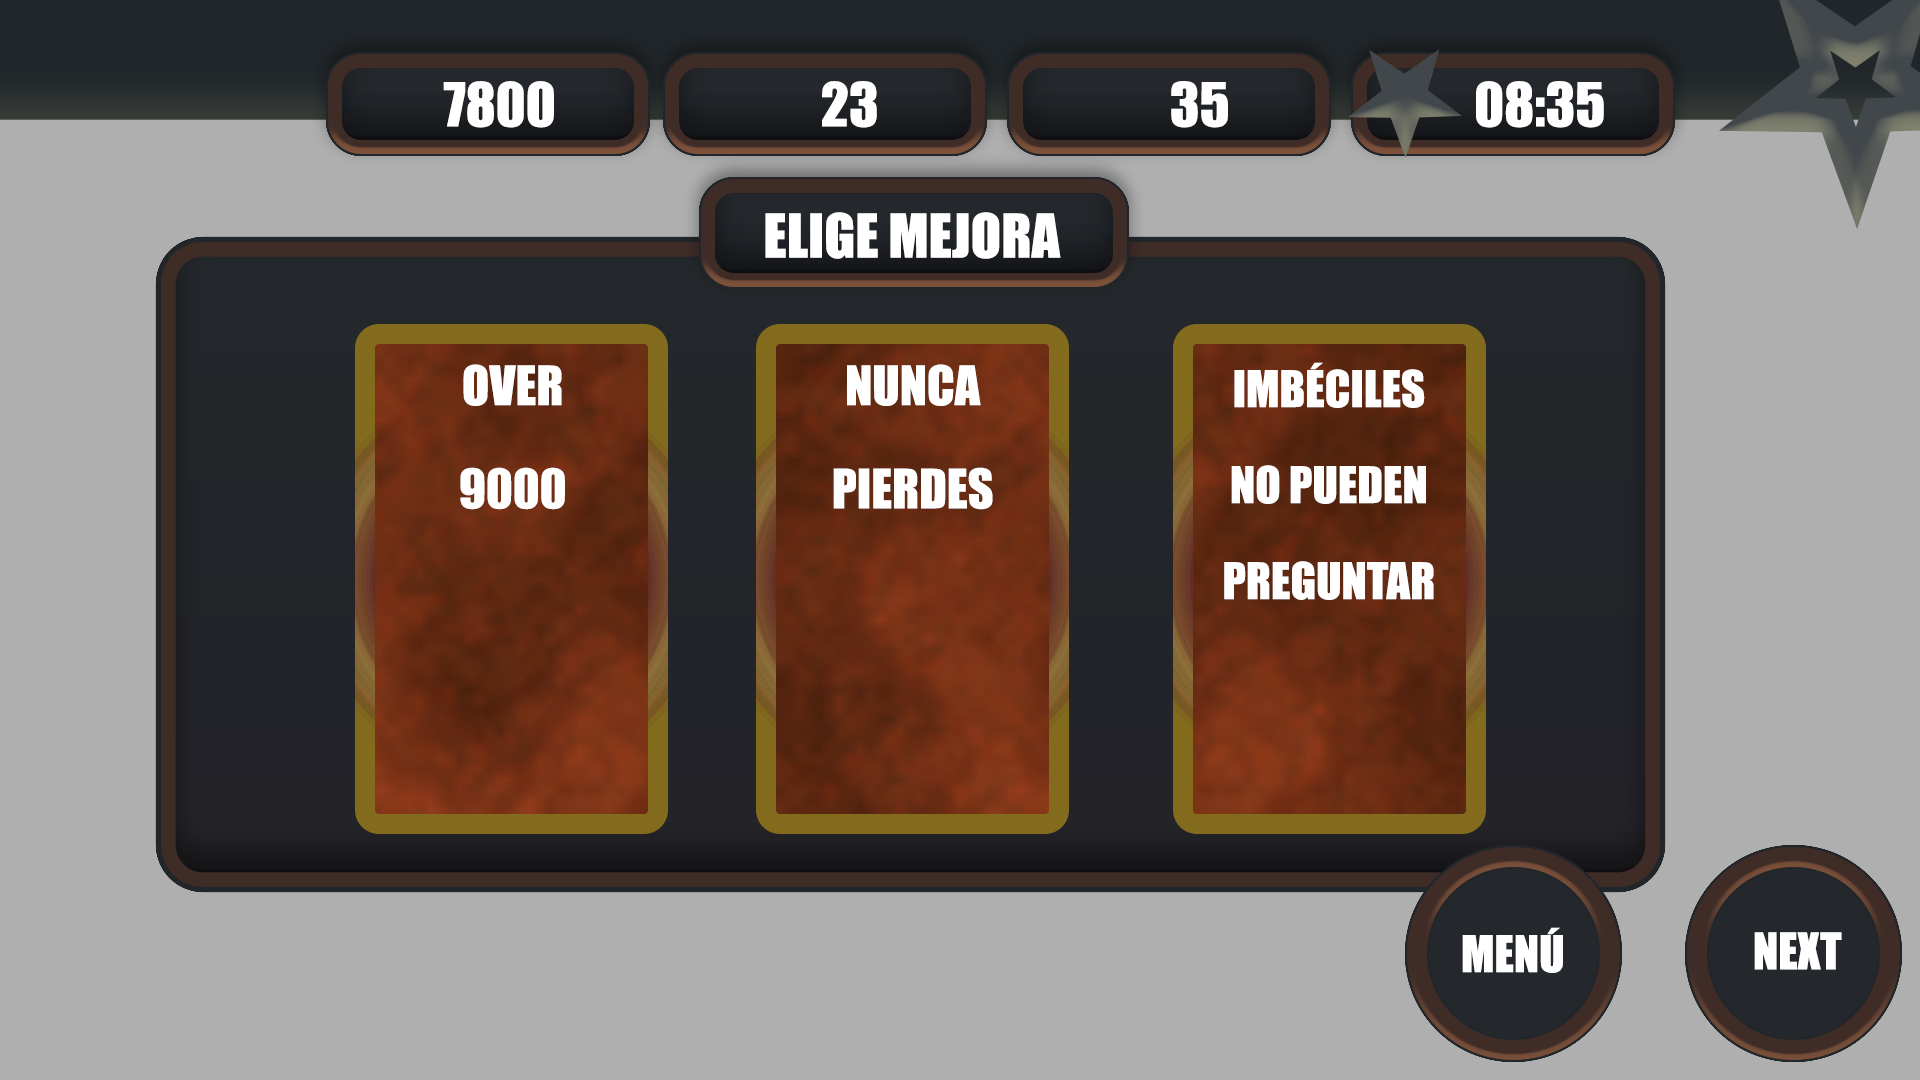 7800 23 35 08:35
ELIGE MEJORA
OVER
9000
NUNCA
PIERDES
IMBÉCILES
NO PUEDEN
PREGUNTAR
MENÚ
NEXT